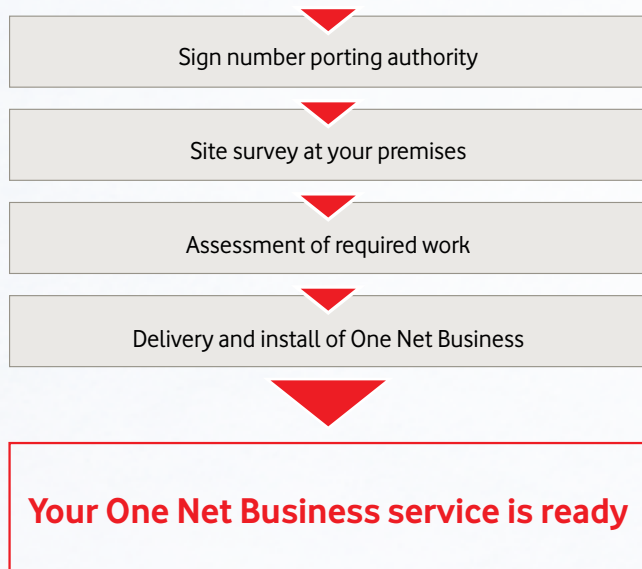 Sign number porting authority
Site survey at your premises
Assessment of required work
Delivery and install of One Net Business
Your One Net Business service is ready